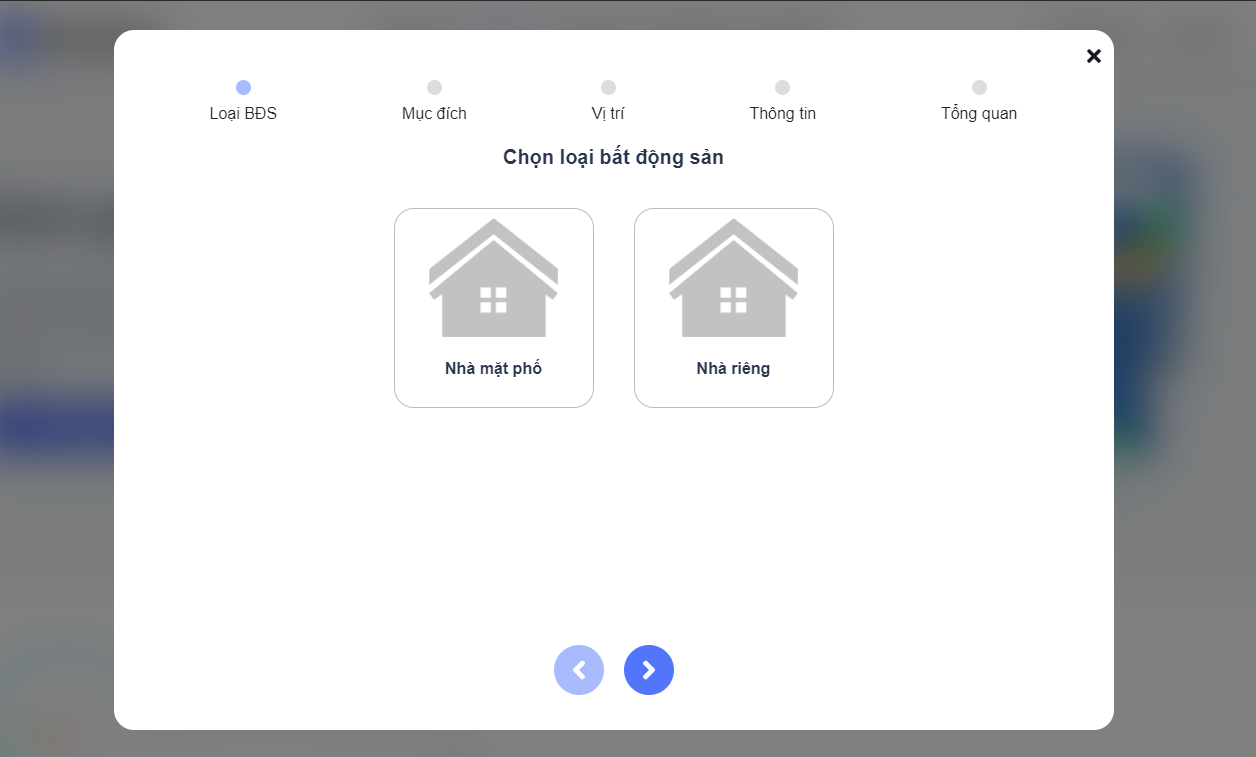 Loại BĐS
Mục đích
Vị trí
Thông tin
Tổng quan
Chọn loại bất động sản
Nhà mặt phố
Nhà riêng